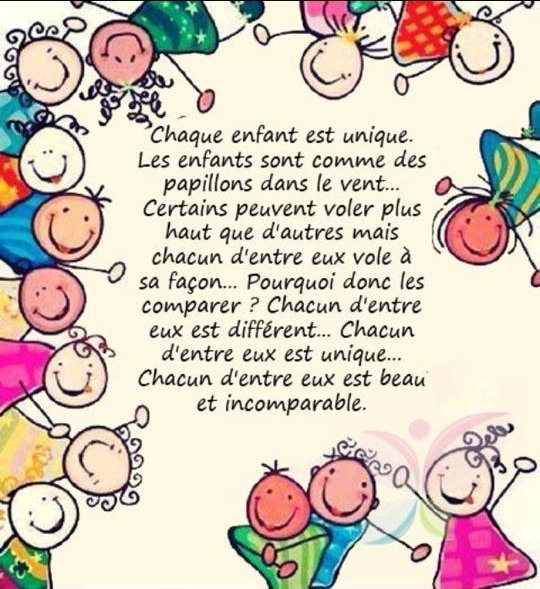 Chaque enfant est unique.
Les enfants sont comme des
papillons dans le vent...
Certains peuvent voler plus
haut que d'autres mais
chacun d'entre eux vole à
sa façon... Pourquoi donc les
comparer ? Chacun d'entre
eux est différent... Chacun
d'entre eux est unique...
Chacun d'entre eux est beau
et incomparable.